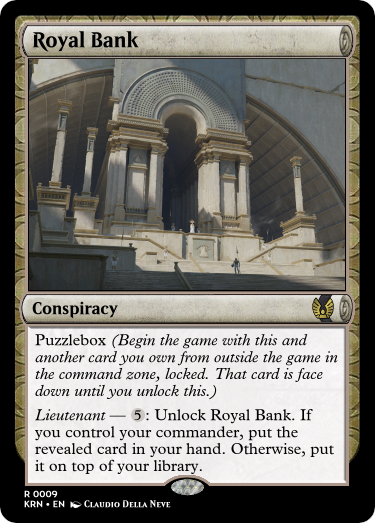 Royal Bank
Conspiracy
Puzzlebox (Begin the game with this and
another card you own from outside the game in
the command zone, locked. That card is face
down until you unlock this.)
Lieutenant — 5: Unlock Royal Bank. If
you control your commander, put the
revealed card in your hand. Otherwise, put
it on top of your library.
R 0009
KRN • EN Claudio Della Neve